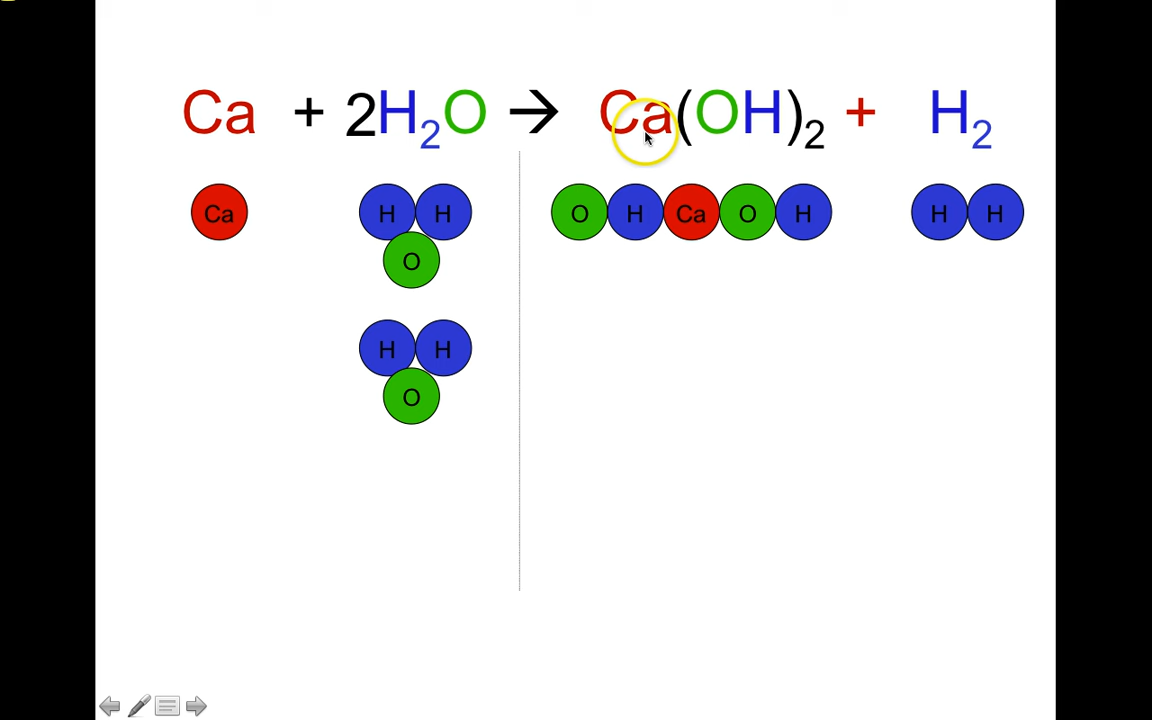 Ca + 2H₂O → Ca(OH)₂ + H₂
Ca H H O H Ca O H H H
O
H H
O